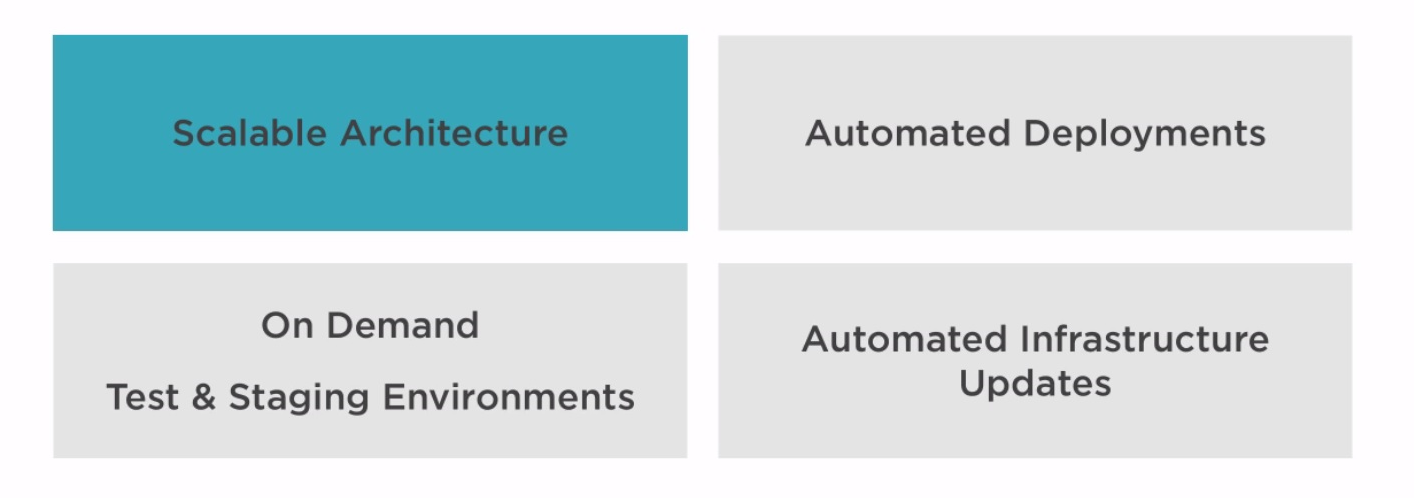 Scalable Architecture
Automated Deployments
On Demand
Test & Staging Environments
Automated Infrastructure
Updates